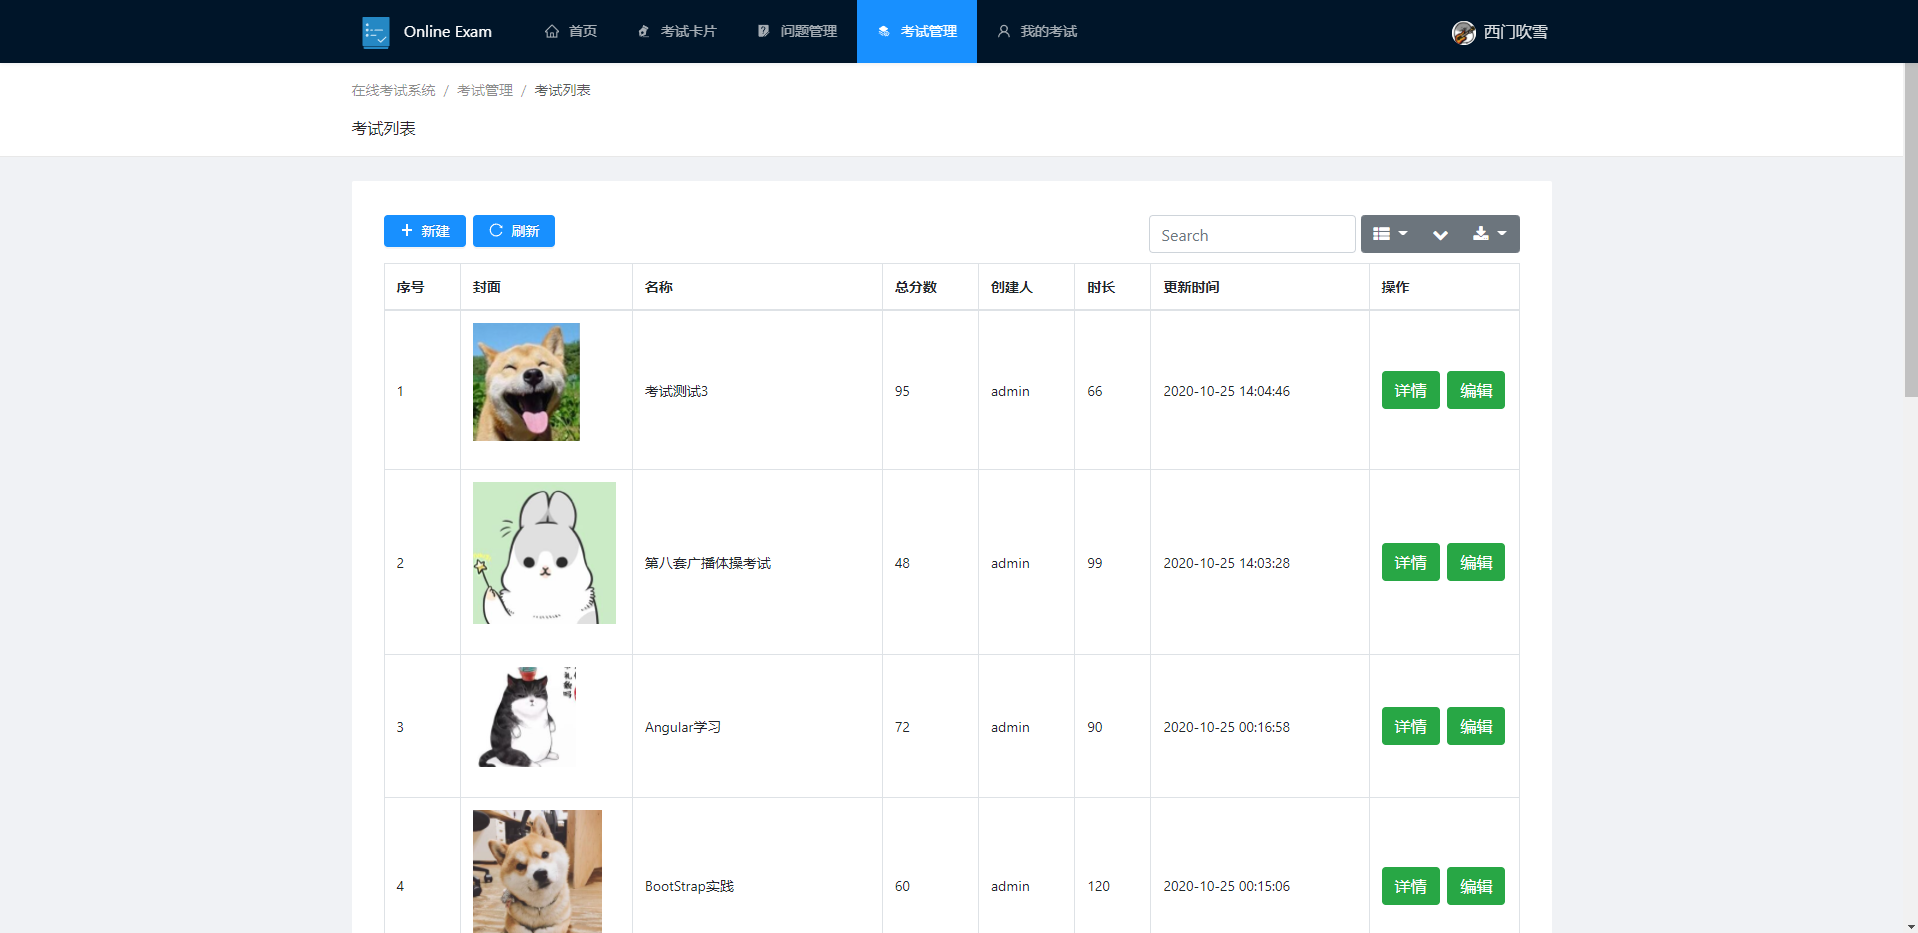 Online Exam 首页 考试卡片 问题管理 考试管理 我的考试 西门吹雪
在线考试系统 / 考试管理 / 考试列表
考试列表
+ 新建 刷新 Search
序号 封面 名称 总分数 创建人 时长 更新时间 操作
1 考试测试3 95 admin 66 2020-10-25 14:04:46 详情 编辑
2 第八套广播体操考试 48 admin 99 2020-10-25 14:03:28 详情 编辑
3 Angular学习 72 admin 90 2020-10-25 00:16:58 详情 编辑
4 BootStrap实践 60 admin 120 2020-10-25 00:15:06 详情 编辑